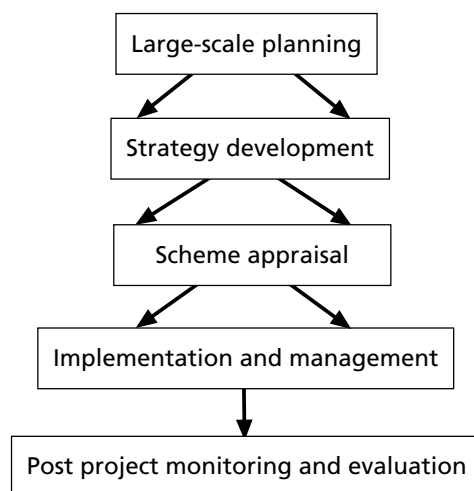 Large-scale planning
Strategy development
Scheme appraisal
Implementation and management
Post project monitoring and evaluation